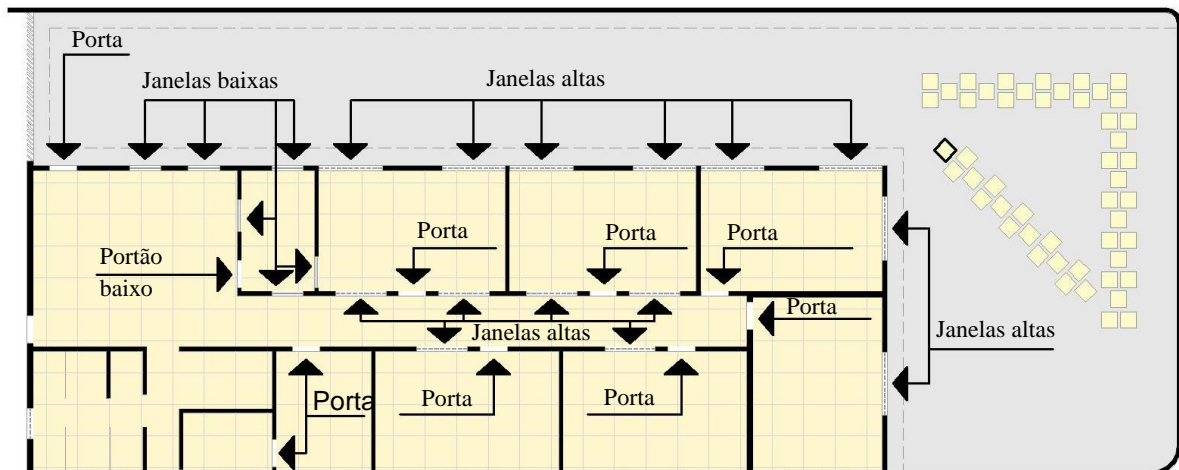 Porta
Janelas baixas
Janelas altas
Porta
Porta
Porta
Portão
baixo
Porta
Janelas altas
Janelas altas
Porta
Porta
Porta